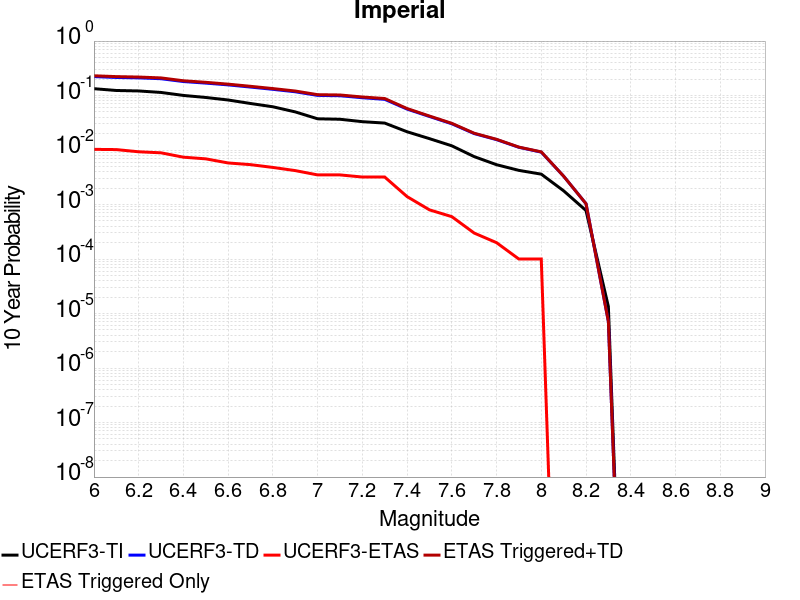 Imperial
10 0
10 -1
10 -2
10 -3
10 -4
10 -5
10 -6
10 -7
10 -8
10 Year Probability
6 6.2 6.4 6.6 6.8 7 7.2 7.4 7.6 7.8 8 8.2 8.4 8.6 8.8 9
Magnitude
UCERF3-TI UCERF3-TD UCERF3-ETAS ETAS Triggered+TD
ETAS Triggered Only